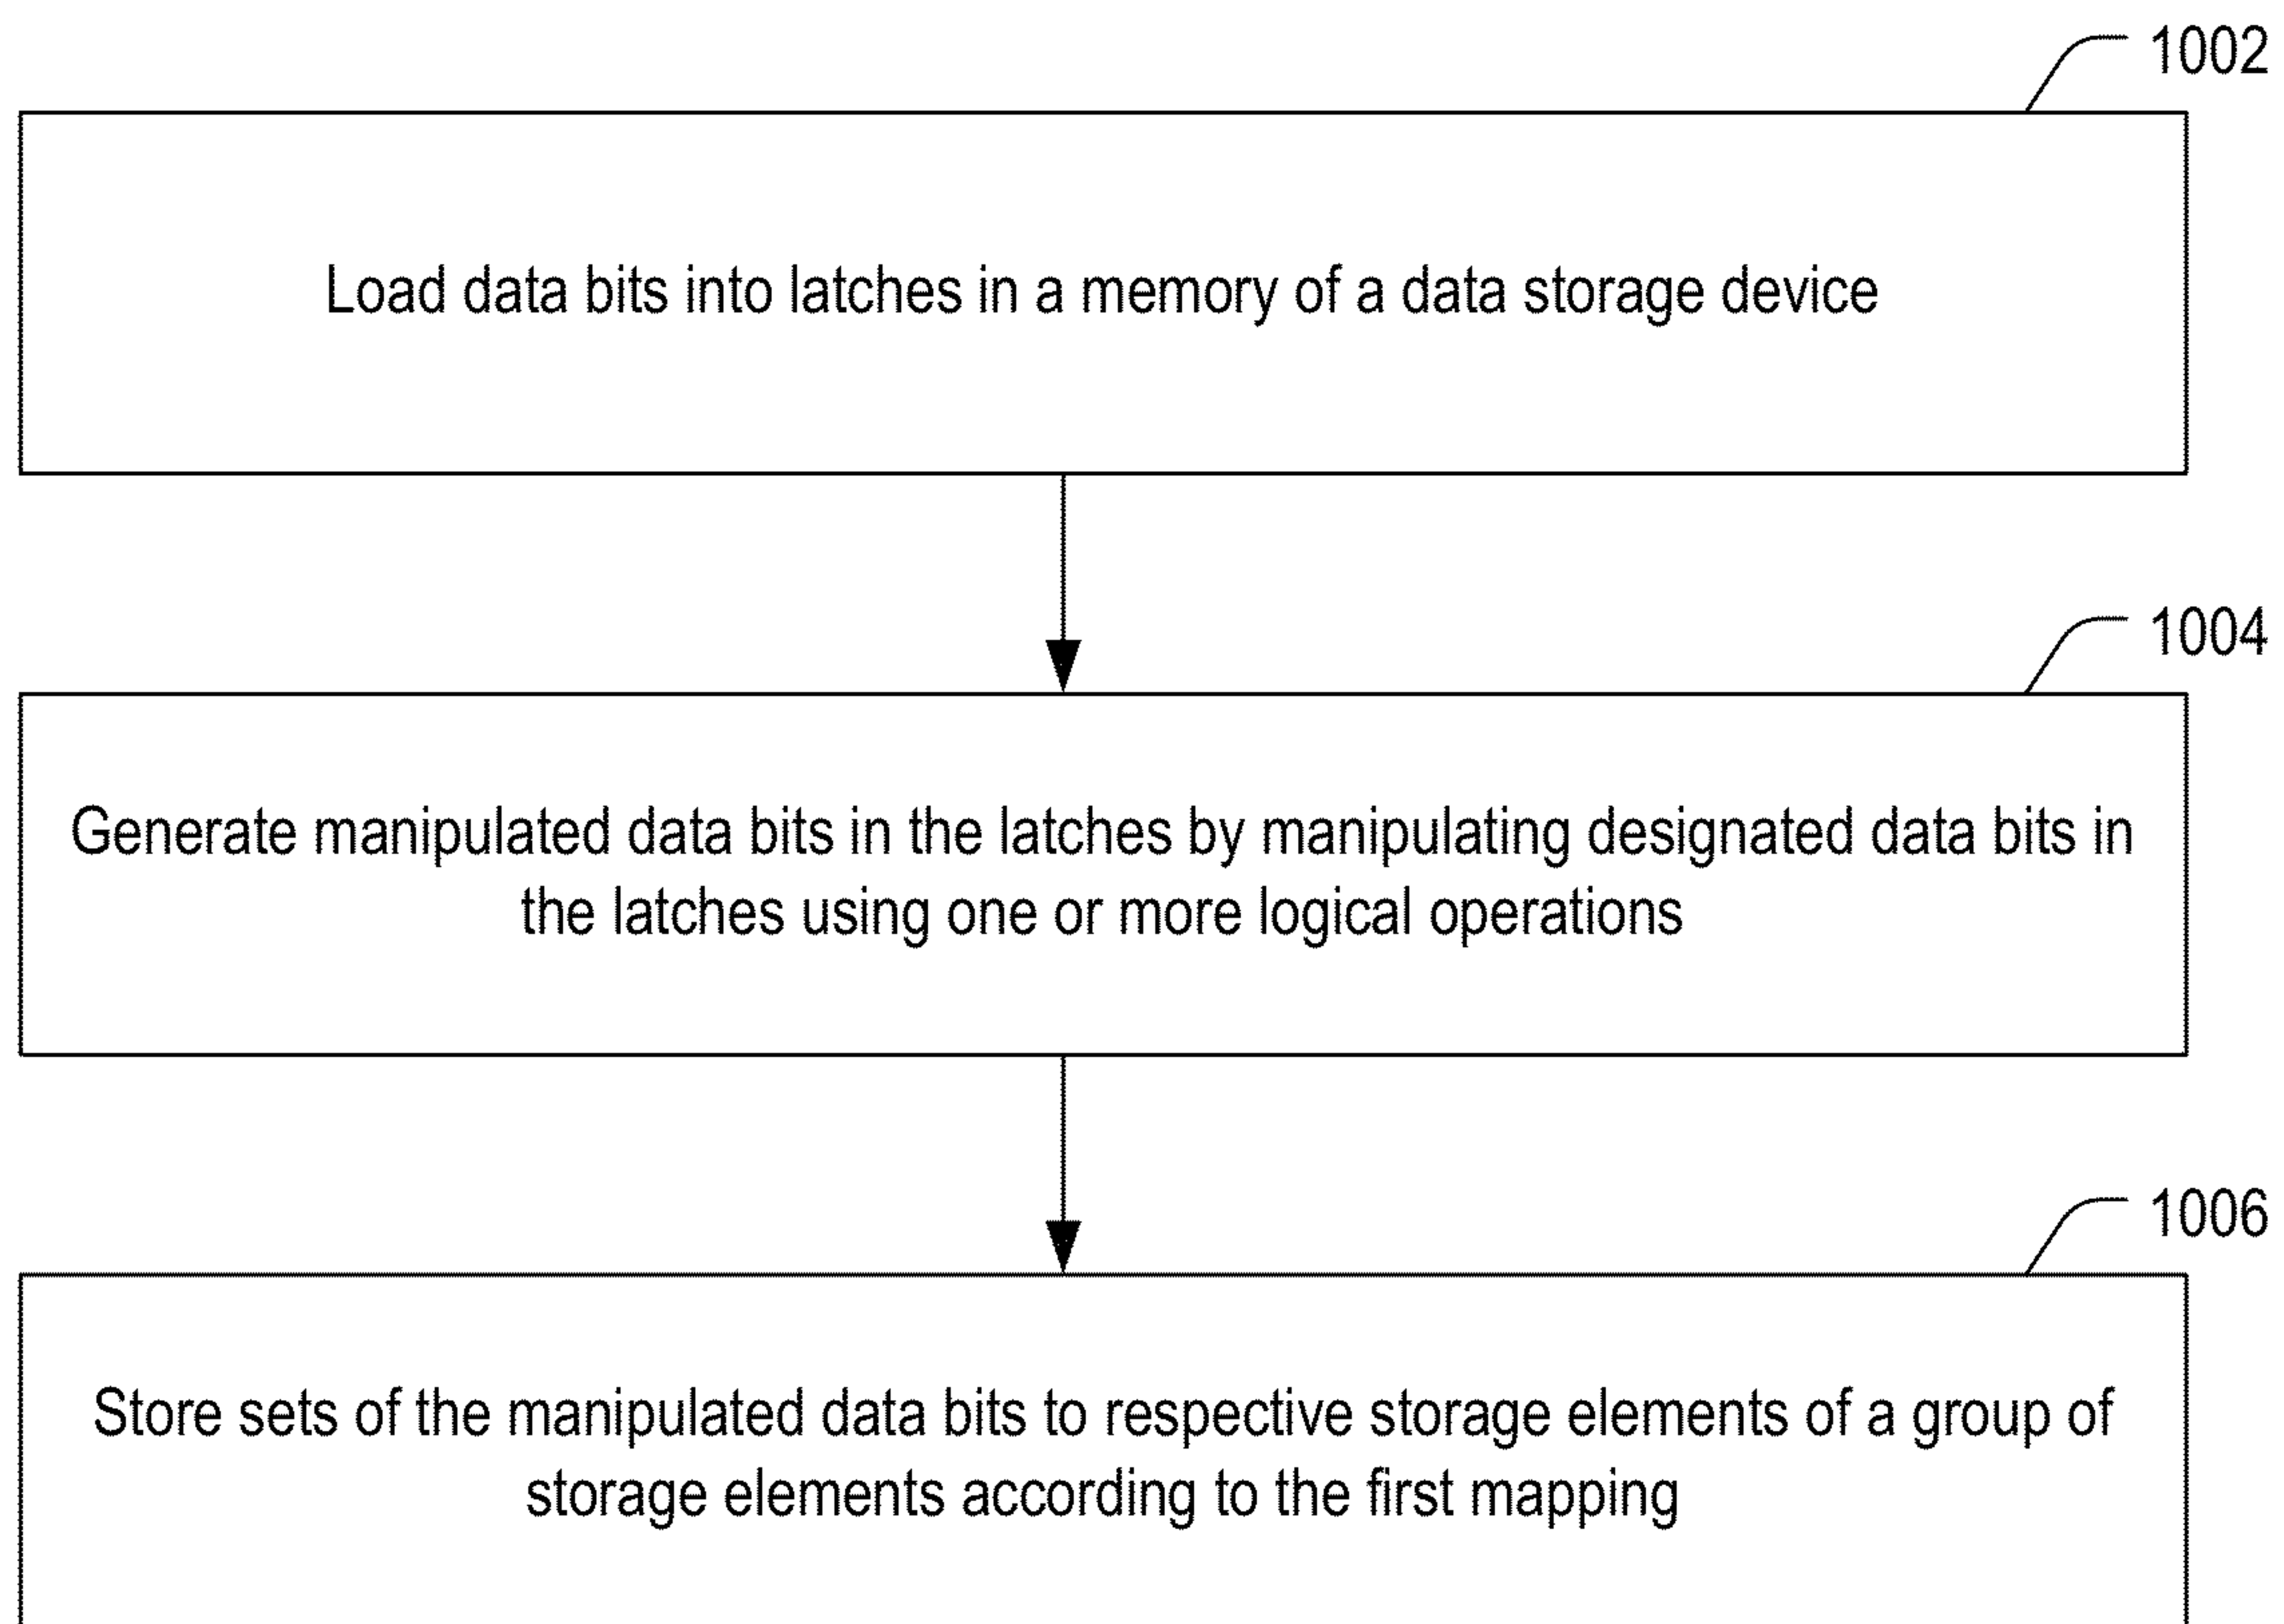 1002
Load data bits into latches in a memory of a data storage device
1004
Generate manipulated data bits in the latches by manipulating designated data bits in
the latches using one or more logical operations
1006
Store sets of the manipulated data bits to respective storage elements of a group of
storage elements according to the first mapping